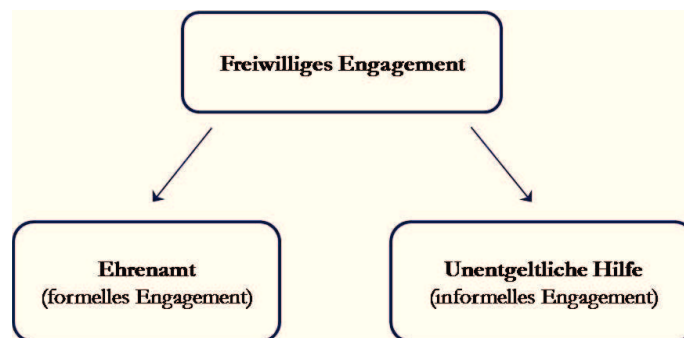 Freiwilliges Engagement
Ehrenamt
(formelles Engagement)
Unentgeltliche Hilfe
(informelles Engagement)